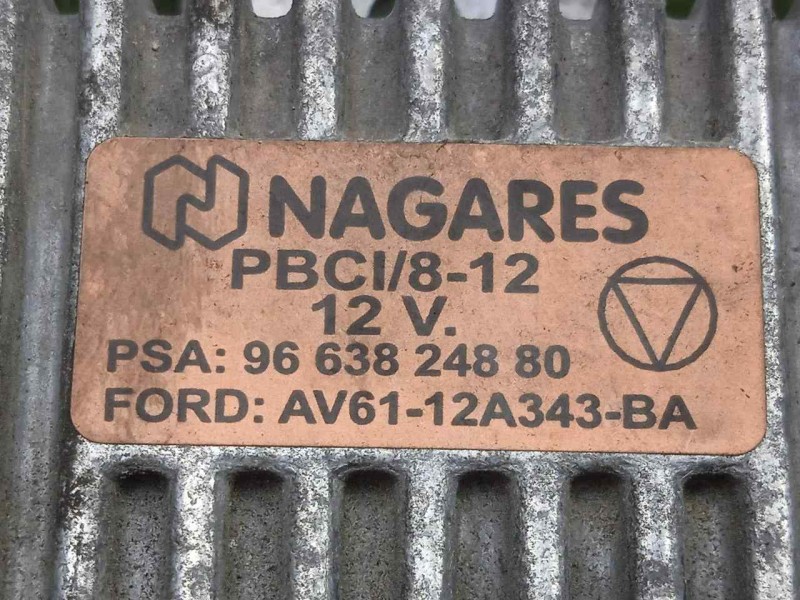 NAGARES
PBCI/8-12
12 V.
PSA: 96 638 248 80
FORD: AV61-12A343-BA